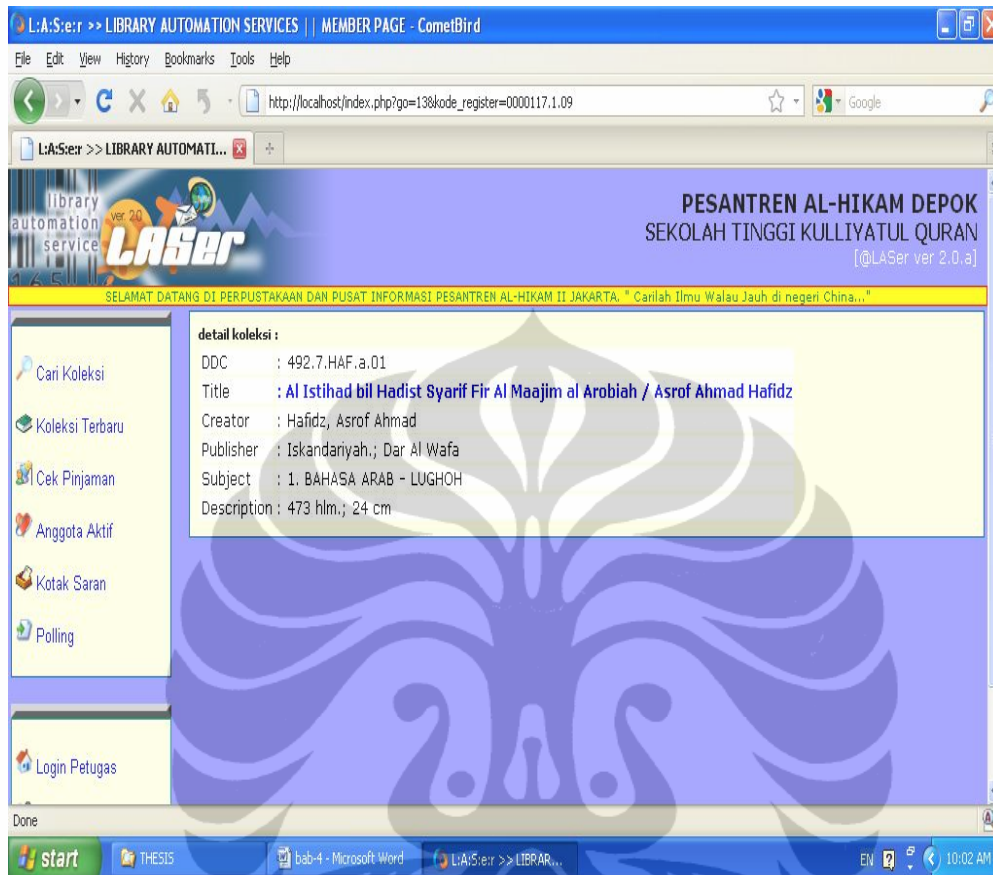 L:A:S:e:r >> LIBRARY AUTOMATION SERVICES || MEMBER PAGE - CometBird
File Edit View History Bookmarks Tools Help
http://localhost/index.php?go=13&kode_register=0000117.1.09
Google
L:A:S:e:r >> LIBRARY AUTOMATI...
library
automation
service
ver 2.0
LASer
PESANTREN AL-HIKAM DEPOK
SEKOLAH TINGGI KULLIYATUL QURAN
[@LASer ver 2.0.a]
SELAMAT DATANG DI PERPUSTAKAAN DAN PUSAT INFORMASI PESANTREN AL-HIKAM II JAKARTA. " Carilah Ilmu Walau Jauh di negeri China..."
Cari Koleksi
Koleksi Terbaru
Cek Pinjaman
Anggota Aktif
Kotak Saran
Polling
Login Petugas
detail koleksi :
DDC : 492.7.HAF.a.01
Title : Al Istihad bil Hadist Syarif Fir Al Maajim al Arobiah / Asrof Ahmad Hafidz
Creator : Hafidz, Asrof Ahmad
Publisher : Iskandariyah.; Dar Al Wafa
Subject : 1. BAHASA ARAB - LUGHOH
Description : 473 hlm.; 24 cm
Done
start THESIS bab-4 - Microsoft Word L:A:S:e:r >> LIBRAR... EN 10:02 AM